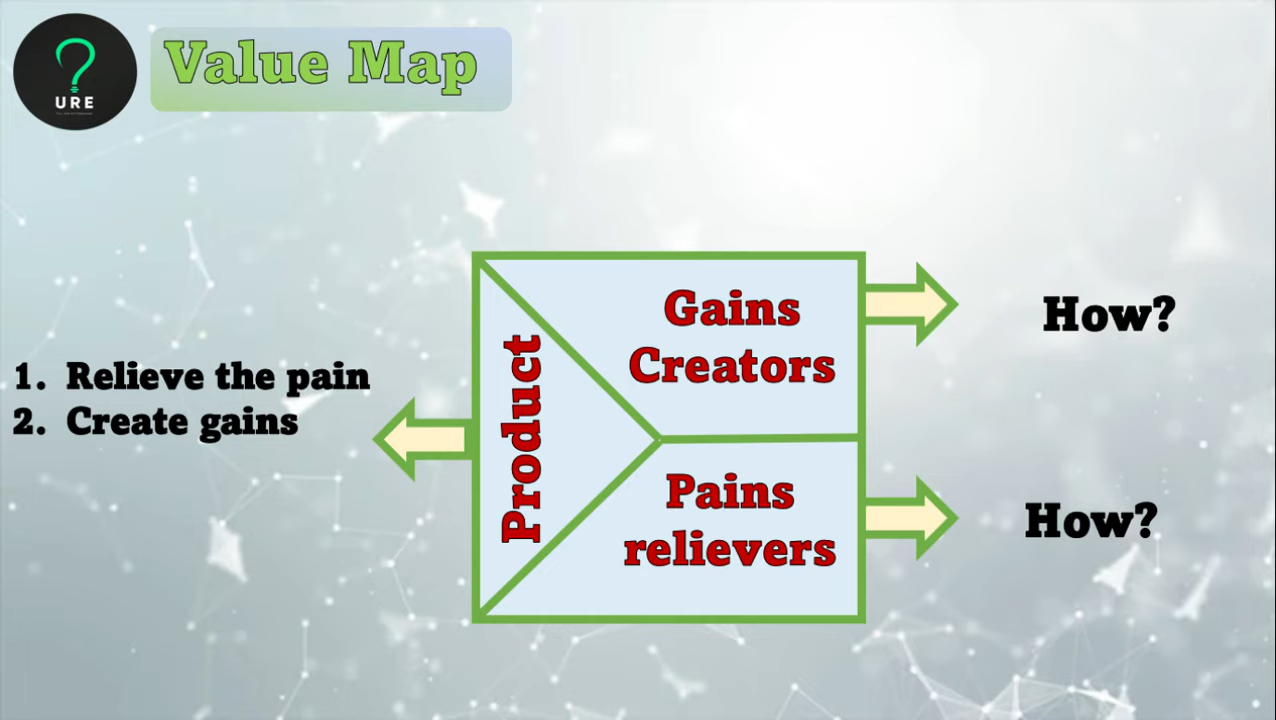 URE
Value Map
Gains
Creators
How?
1. Relieve the pain
2. Create gains
Product
Pains
relievers
How?